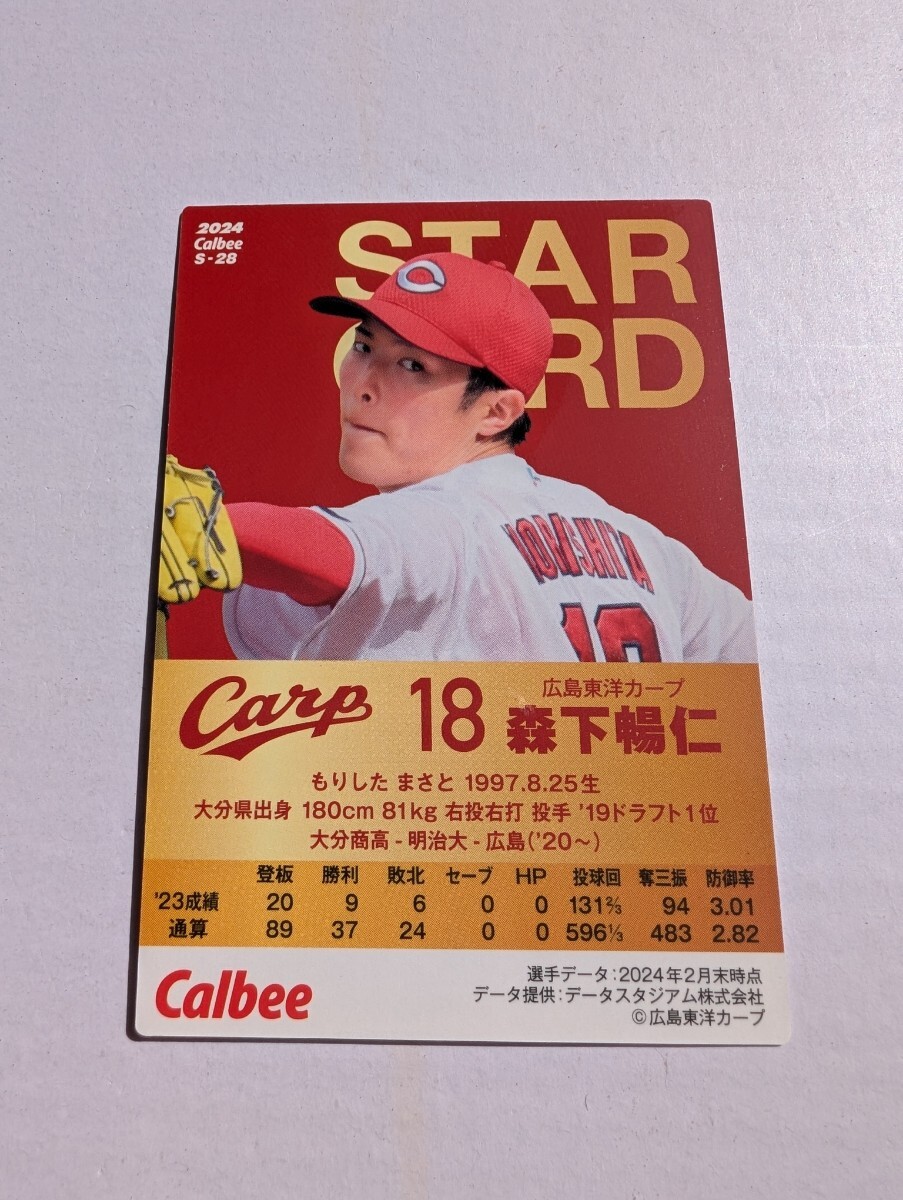 2024
Calbee
S-28
STAR
CARD
MORISHITA
18
Carp
18
広島東洋カープ
森下暢仁
もりした まさと 1997.8.25生
大分県出身 180cm 81kg 右投右打 投手 '19ドラフト1位
大分商高 - 明治大 - 広島('20～)
登板 勝利 敗北 セーブ HP 投球回 奪三振 防御率
'23成績 20 9 6 0 0 131⅔ 94 3.01
通算 89 37 24 0 0 596⅓ 483 2.82
Calbee
選手データ:2024年2月末時点
データ提供:データスタジアム株式会社
©広島東洋カープ